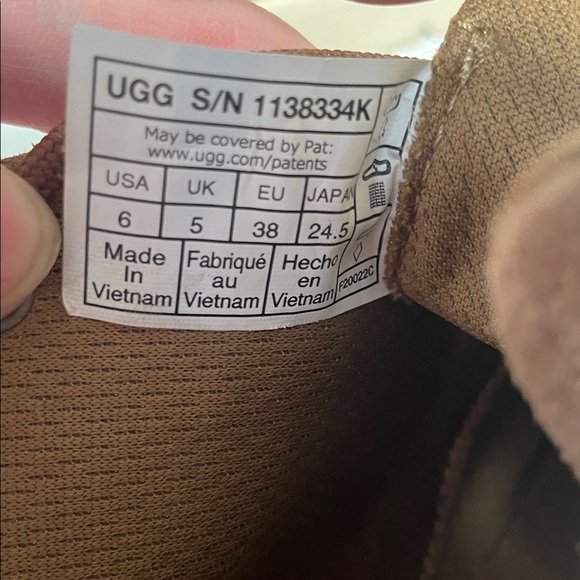 UGG S/N 1138334K
May be covered by Pat:
www.ugg.com/patents
USA UK EU JAPAN
6 5 38 24.5
Made Fabriqué Hecho
In au en
Vietnam Vietnam Vietnam
F20022C